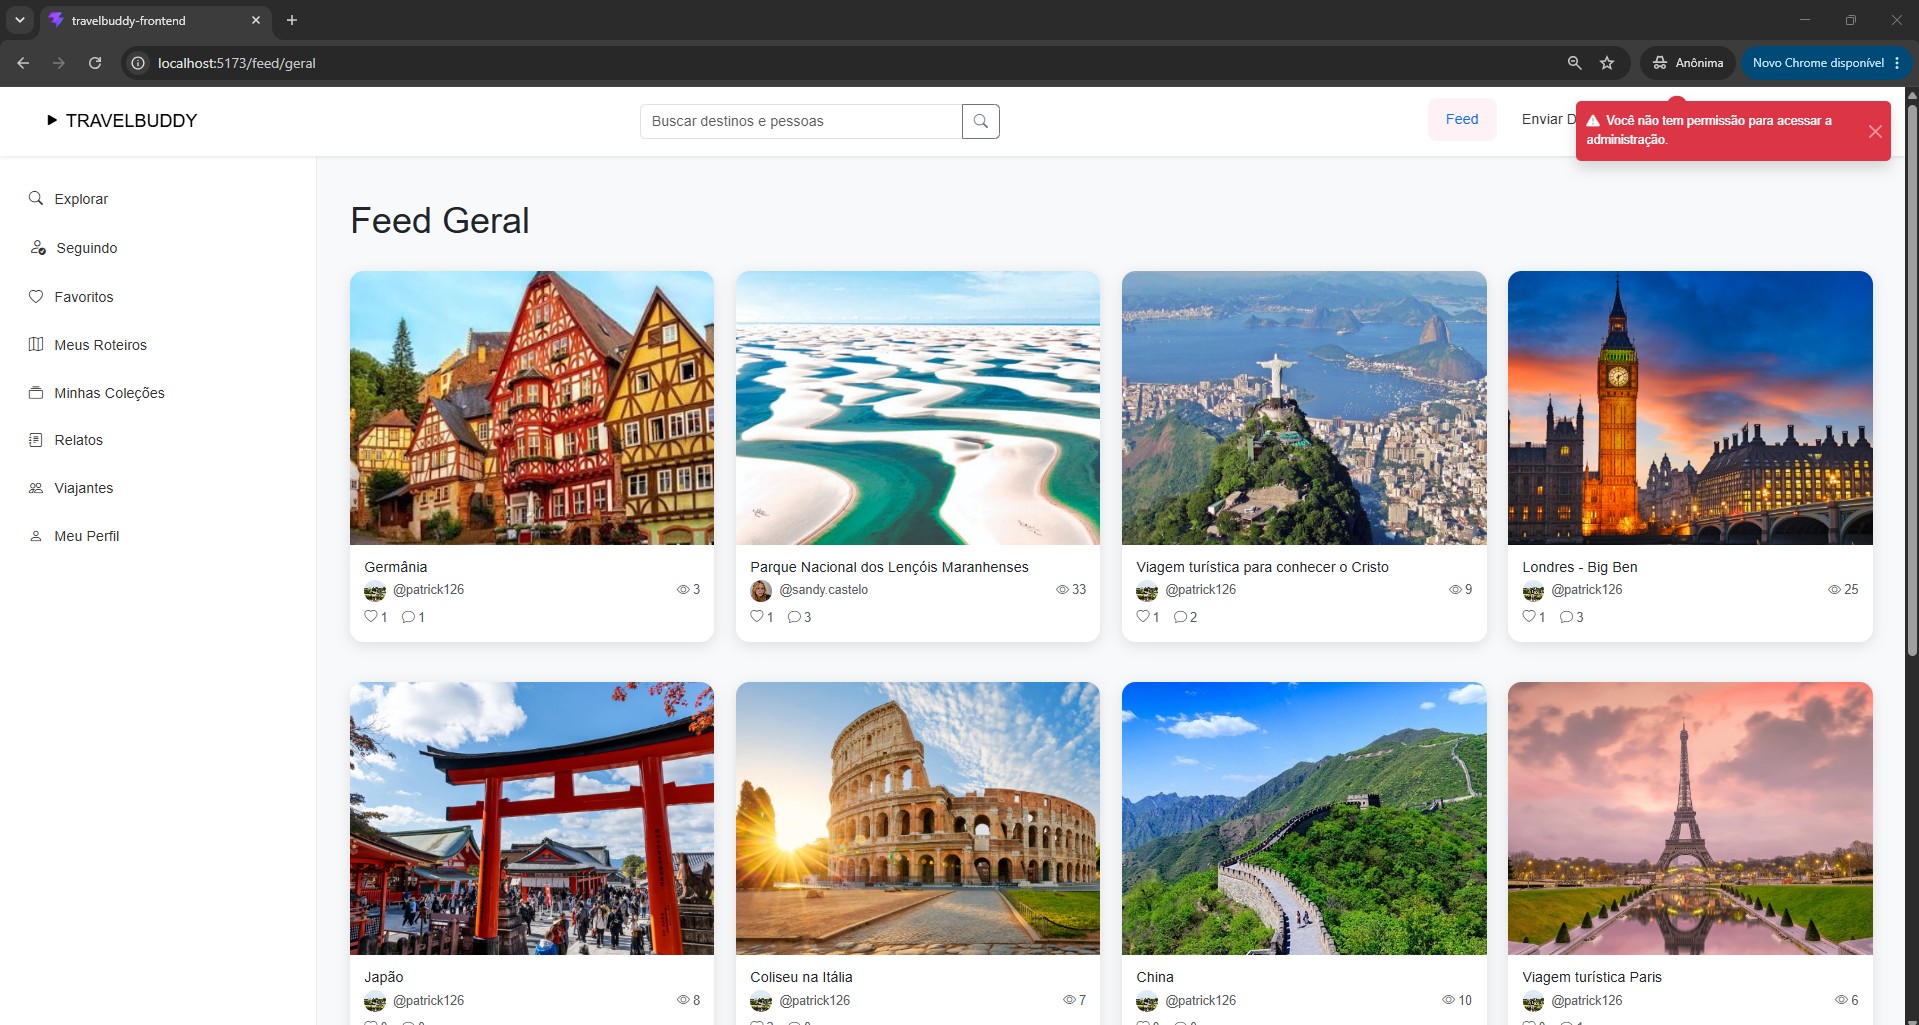 travelbuddy-frontend
localhost:5173/feed/geral
Anônima
Novo Chrome disponível
TRAVELBUDDY
Buscar destinos e pessoas
Feed
Enviar D
Você não tem permissão para acessar a
administração.
Explorar
Seguindo
Favoritos
Meus Roteiros
Minhas Coleções
Relatos
Viajantes
Meu Perfil
Feed Geral
Germânia
@patrick126
3
1 1
Parque Nacional dos Lençóis Maranhenses
@sandy.castelo
33
1 3
Viagem turística para conhecer o Cristo
@patrick126
9
1 2
Londres - Big Ben
@patrick126
25
1 3
Japão
@patrick126
8
Coliseu na Itália
@patrick126
7
China
@patrick126
10
Viagem turística Paris
@patrick126
6